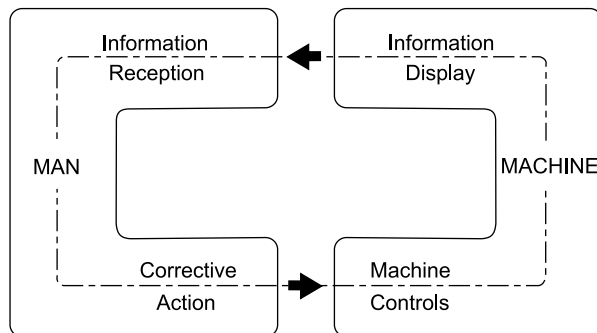 Information
Reception
Information
Display
MAN
MACHINE
Corrective
Action
Machine
Controls